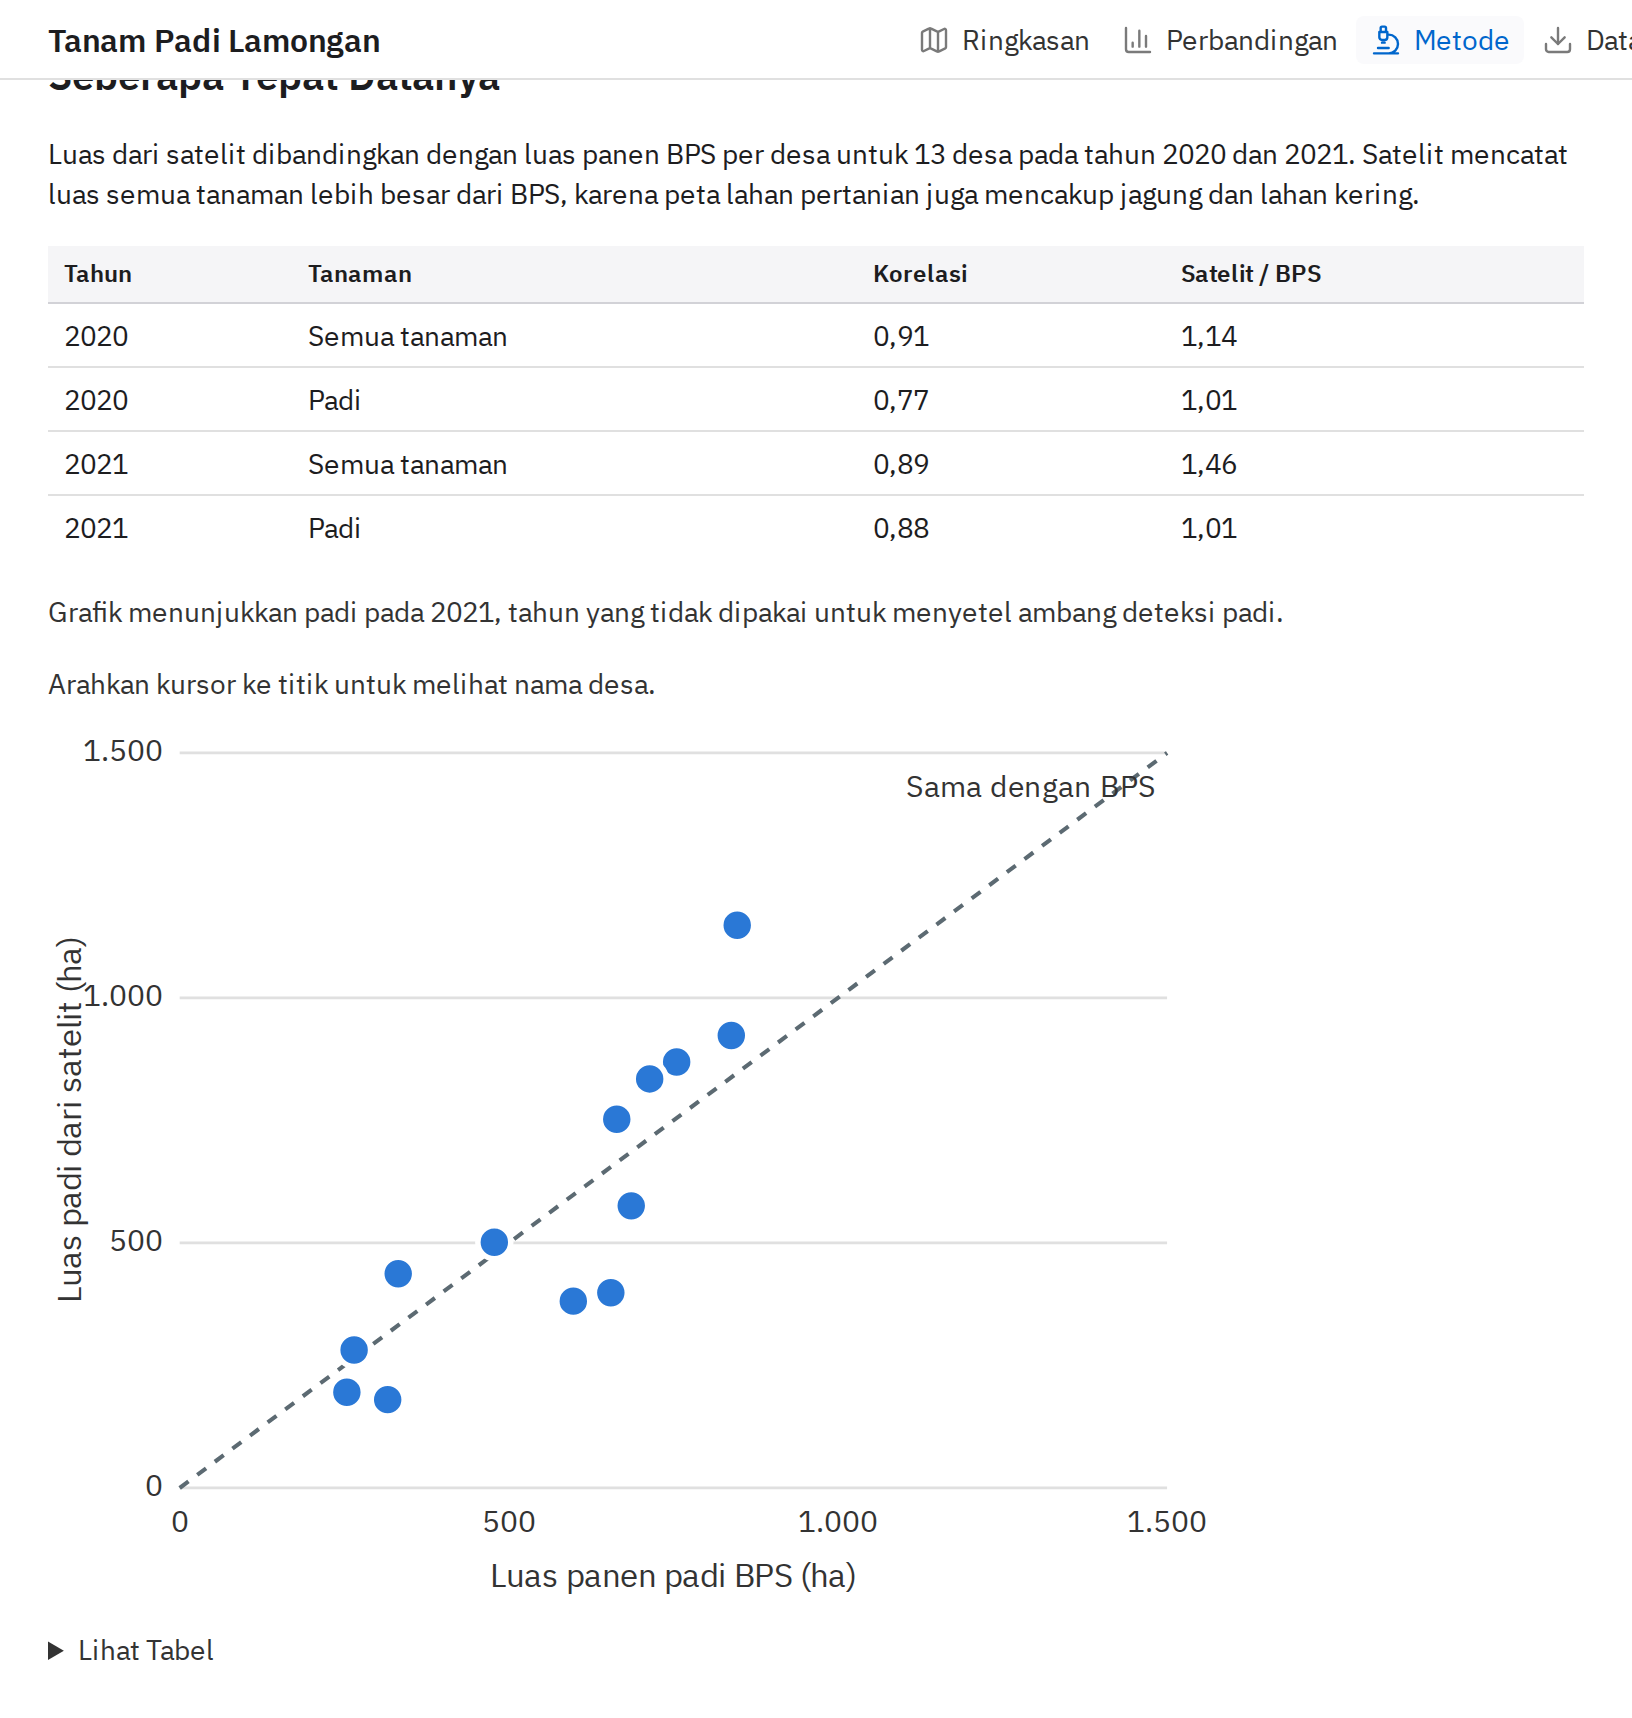 Tanam Padi Lamongan
Ringkasan
Perbandingan
Metode
Data
Seberapa Tepat Datanya
Luas dari satelit dibandingkan dengan luas panen BPS per desa untuk 13 desa pada tahun 2020 dan 2021. Satelit mencatat
luas semua tanaman lebih besar dari BPS, karena peta lahan pertanian juga mencakup jagung dan lahan kering.
Tahun Tanaman Korelasi Satelit / BPS
2020 Semua tanaman 0,91 1,14
2020 Padi 0,77 1,01
2021 Semua tanaman 0,89 1,46
2021 Padi 0,88 1,01
Grafik menunjukkan padi pada 2021, tahun yang tidak dipakai untuk menyetel ambang deteksi padi.
Arahkan kursor ke titik untuk melihat nama desa.
1.500
Sama dengan BPS
1.000
Luas padi dari satelit (ha)
500
0
0 500 1.000 1.500
Luas panen padi BPS (ha)
Lihat Tabel